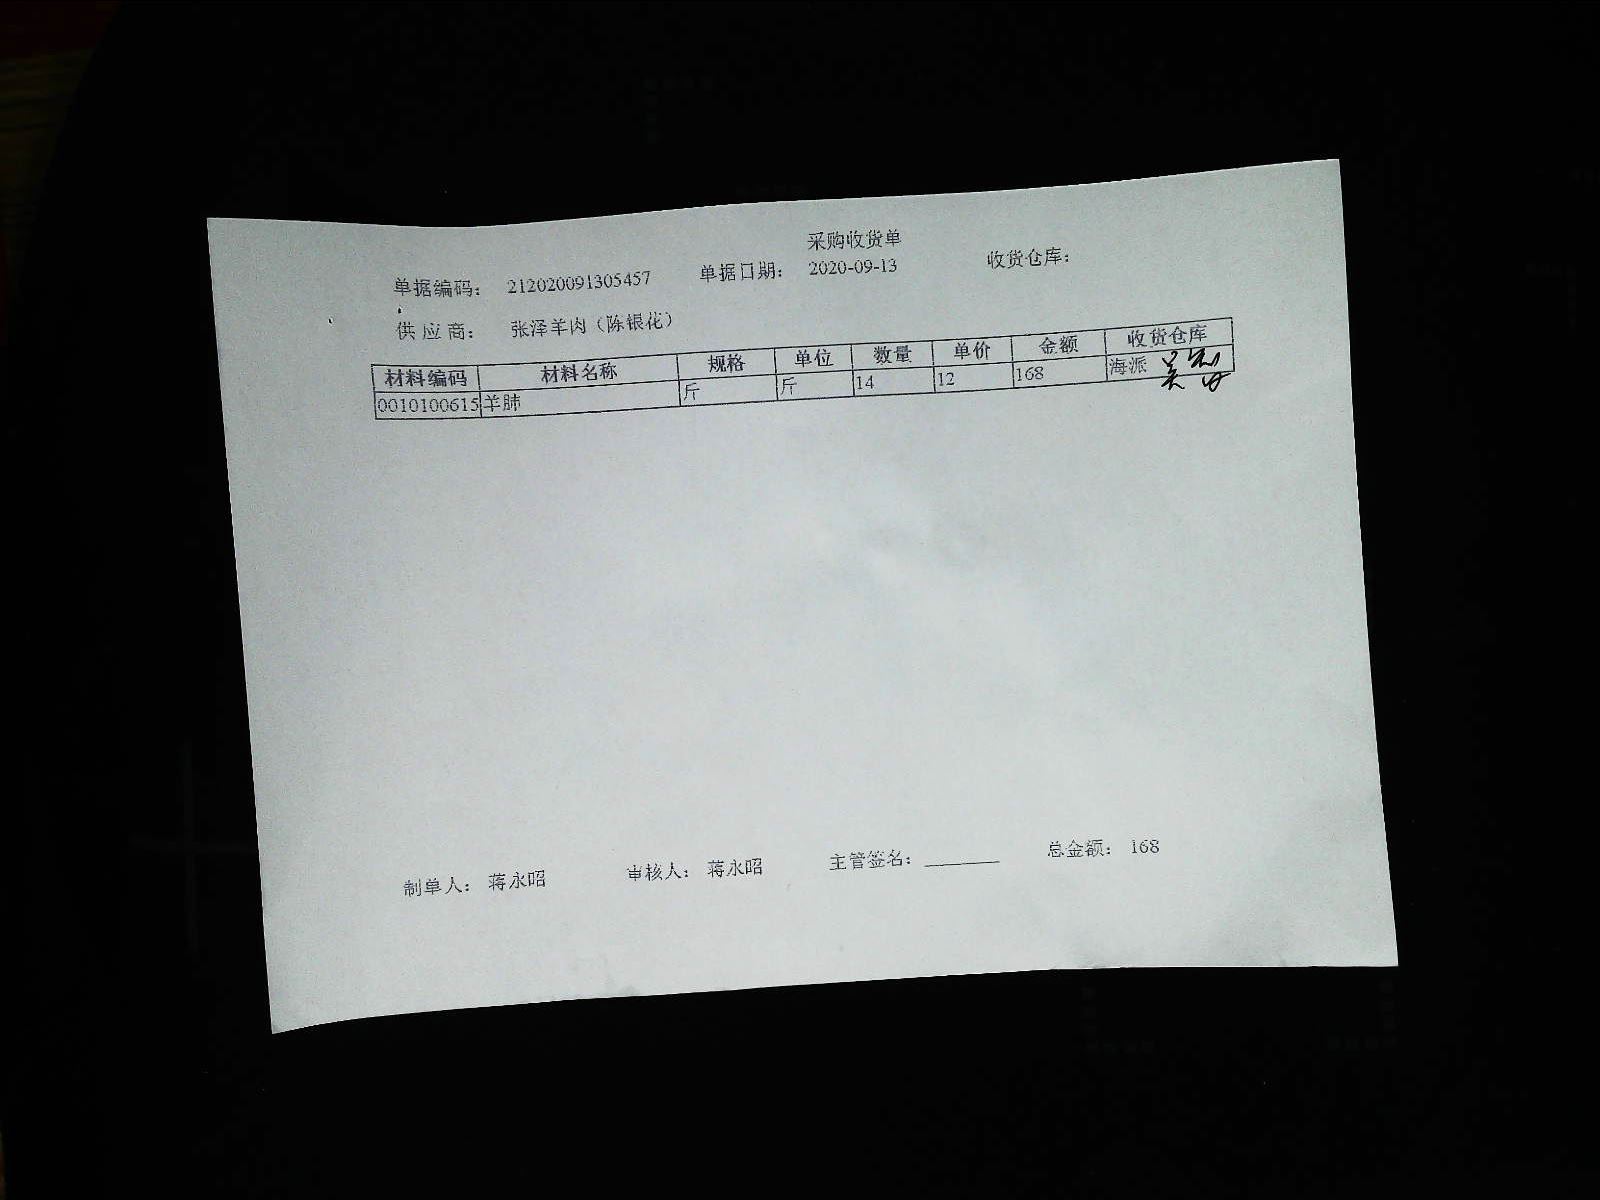 采购收货单
单据编码： 212020091305457 单据日期： 2020-09-13 收货仓库：
供 应 商： 张泽羊肉（陈银花）
材料编码 材料名称 规格 单位 数量 单价 金额 收货仓库
0010100615 羊肺 斤 斤 14 12 168 海派
制单人： 蒋永昭 审核人： 蒋永昭 主管签名：________ 总金额： 168